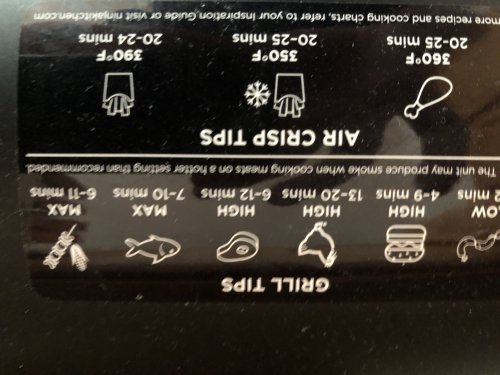 GRILL TIPS
HIGH HIGH HIGH MAX MAX
mins 4-9 mins 13-20 mins 6-12 mins 7-10 mins 6-11 mins
The unit may produce smoke when cooking meats on a hotter setting than recommended.
AIR CRISP TIPS
360°F 350°F 390°F
20-25 mins 20-25 mins 20-24 mins
more recipes and cooking charts, refer to your Inspiration Guide or visit ninjakitchen.com